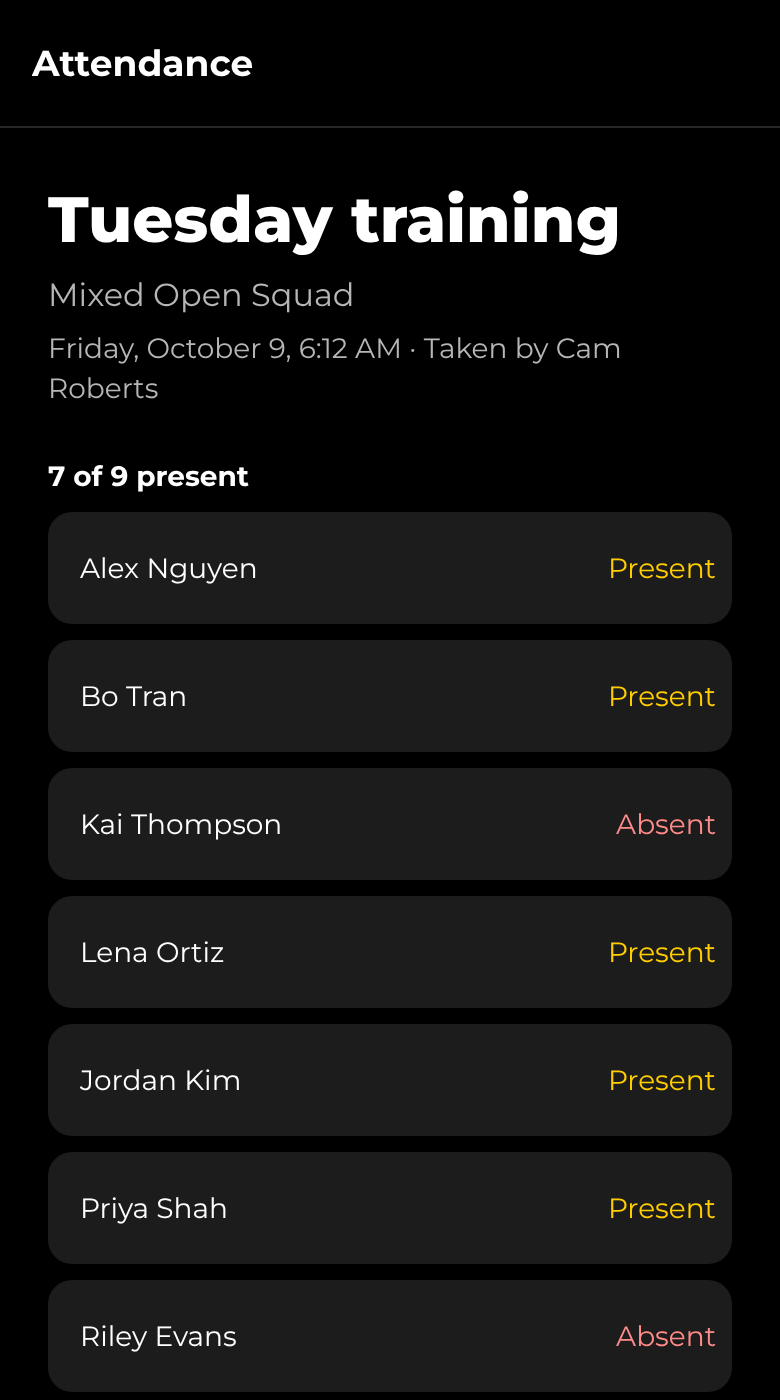 Attendance
Tuesday training
Mixed Open Squad
Friday, October 9, 6:12 AM · Taken by Cam
Roberts
7 of 9 present
Alex Nguyen Present
Bo Tran Present
Kai Thompson Absent
Lena Ortiz Present
Jordan Kim Present
Priya Shah Present
Riley Evans Absent